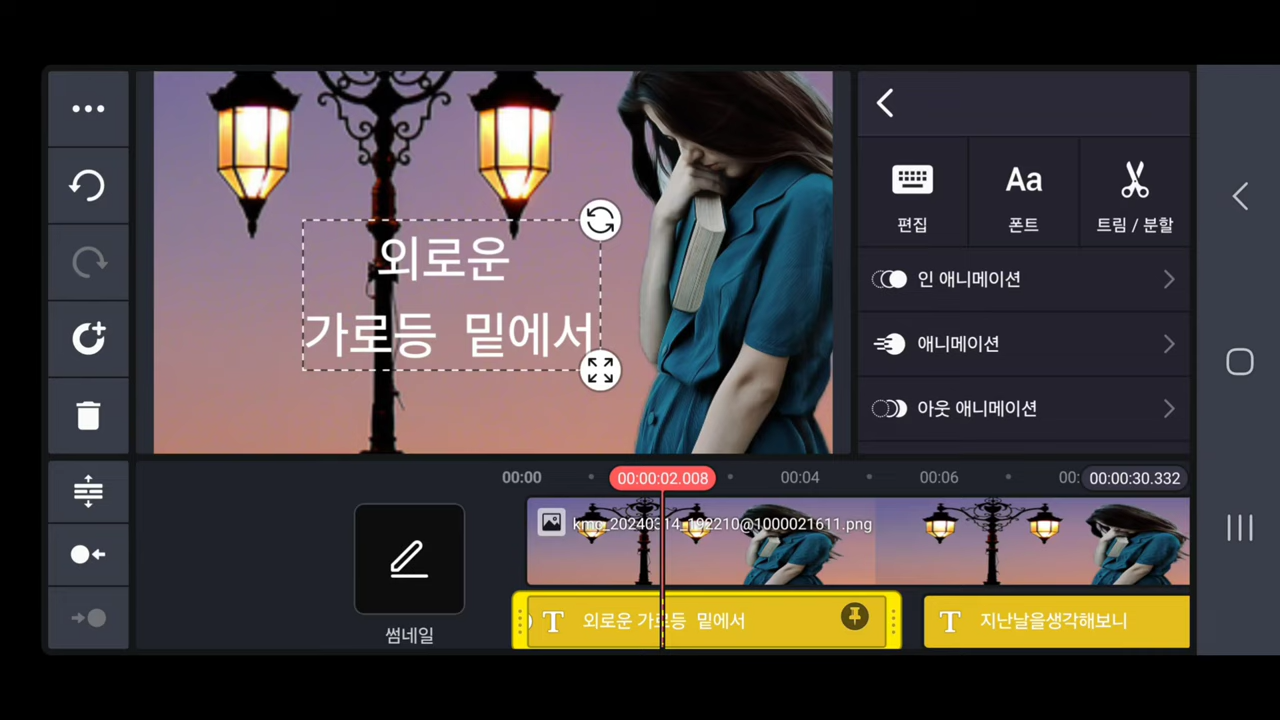 외로운
가로등 밑에서
Aa
편집
폰트
트림 / 분할
인 애니메이션
애니메이션
아웃 애니메이션
00:00
00:00:02.008
00:04
00:06
00:
00:00:30.332
kmc_20240314_192210@1000021611.png
T 외로운 가로등 밑에서
T 지난날을생각해보니
썸네일